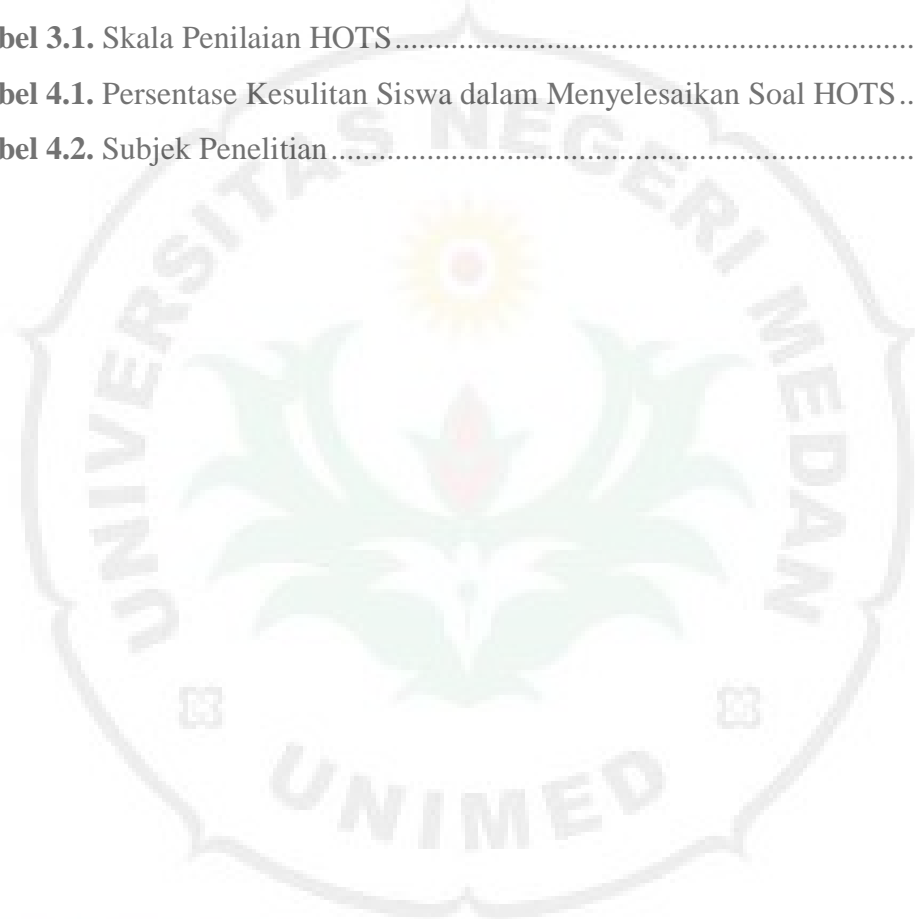 bel 3.1. Skala Penilaian HOTS........................................................................
bel 4.1. Persentase Kesulitan Siswa dalam Menyelesaikan Soal HOTS..
bel 4.2. Subjek Penelitian................................................................................
UNIVERSITAS NEGERI MEDAN
UNIMED